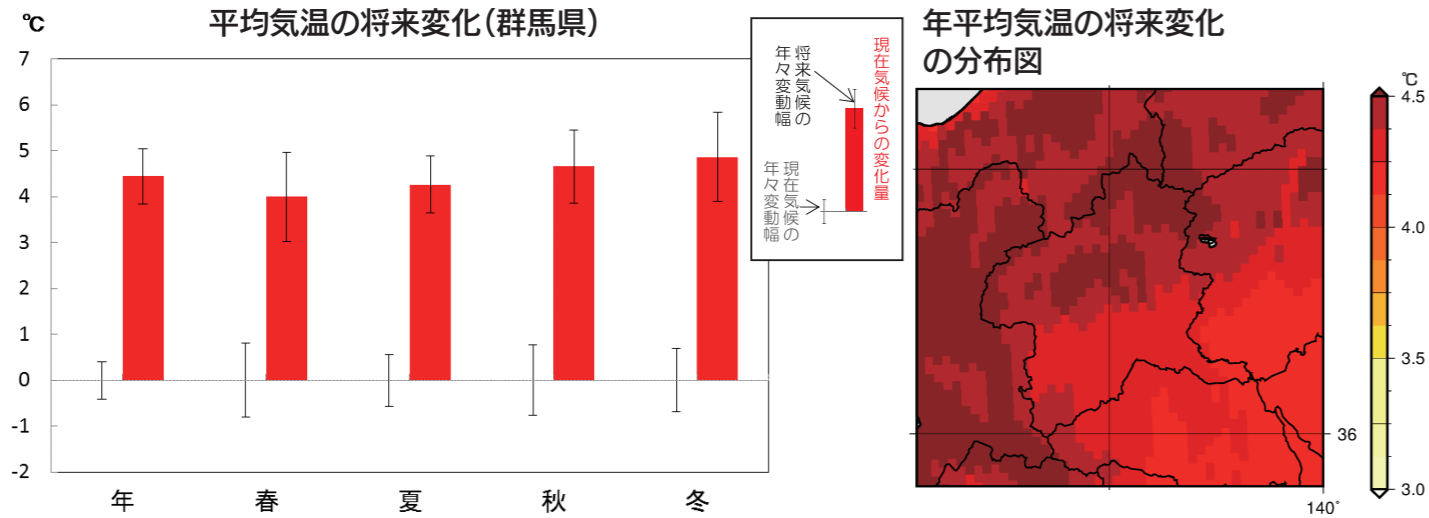 ℃
平均気温の将来変化(群馬県)
7
6
5
4
3
2
1
0
-1
-2
年
春
夏
秋
冬
現在気候からの変化量
将来気候の
年々変動幅
現在気候の
年々変動幅
年平均気温の将来変化
の分布図
℃
4.5
4.0
3.5
3.0
36
140°